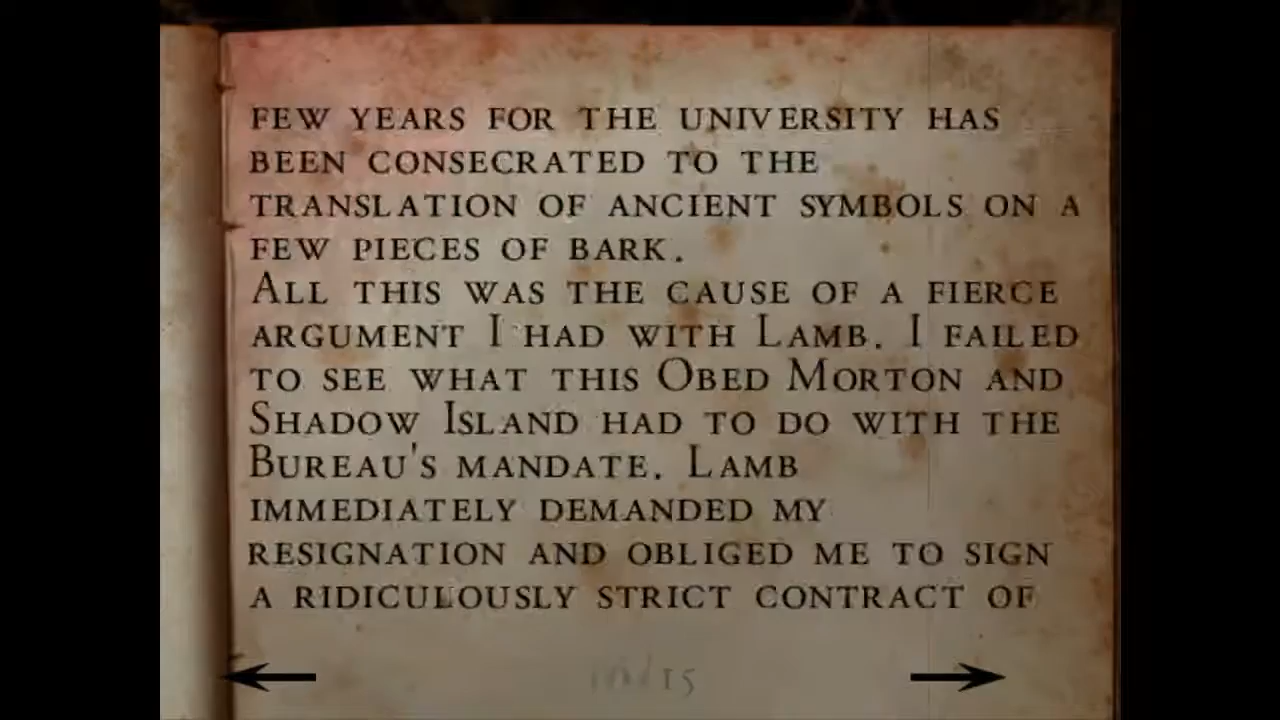 FEW YEARS FOR THE UNIVERSITY HAS
BEEN CONSECRATED TO THE
TRANSLATION OF ANCIENT SYMBOLS ON A
FEW PIECES OF BARK.
ALL THIS WAS THE CAUSE OF A FIERCE
ARGUMENT I HAD WITH LAMB. I FAILED
TO SEE WHAT THIS OBED MORTON AND
SHADOW ISLAND HAD TO DO WITH THE
BUREAU'S MANDATE. LAMB
IMMEDIATELY DEMANDED MY
RESIGNATION AND OBLIGED ME TO SIGN
A RIDICULOUSLY STRICT CONTRACT OF